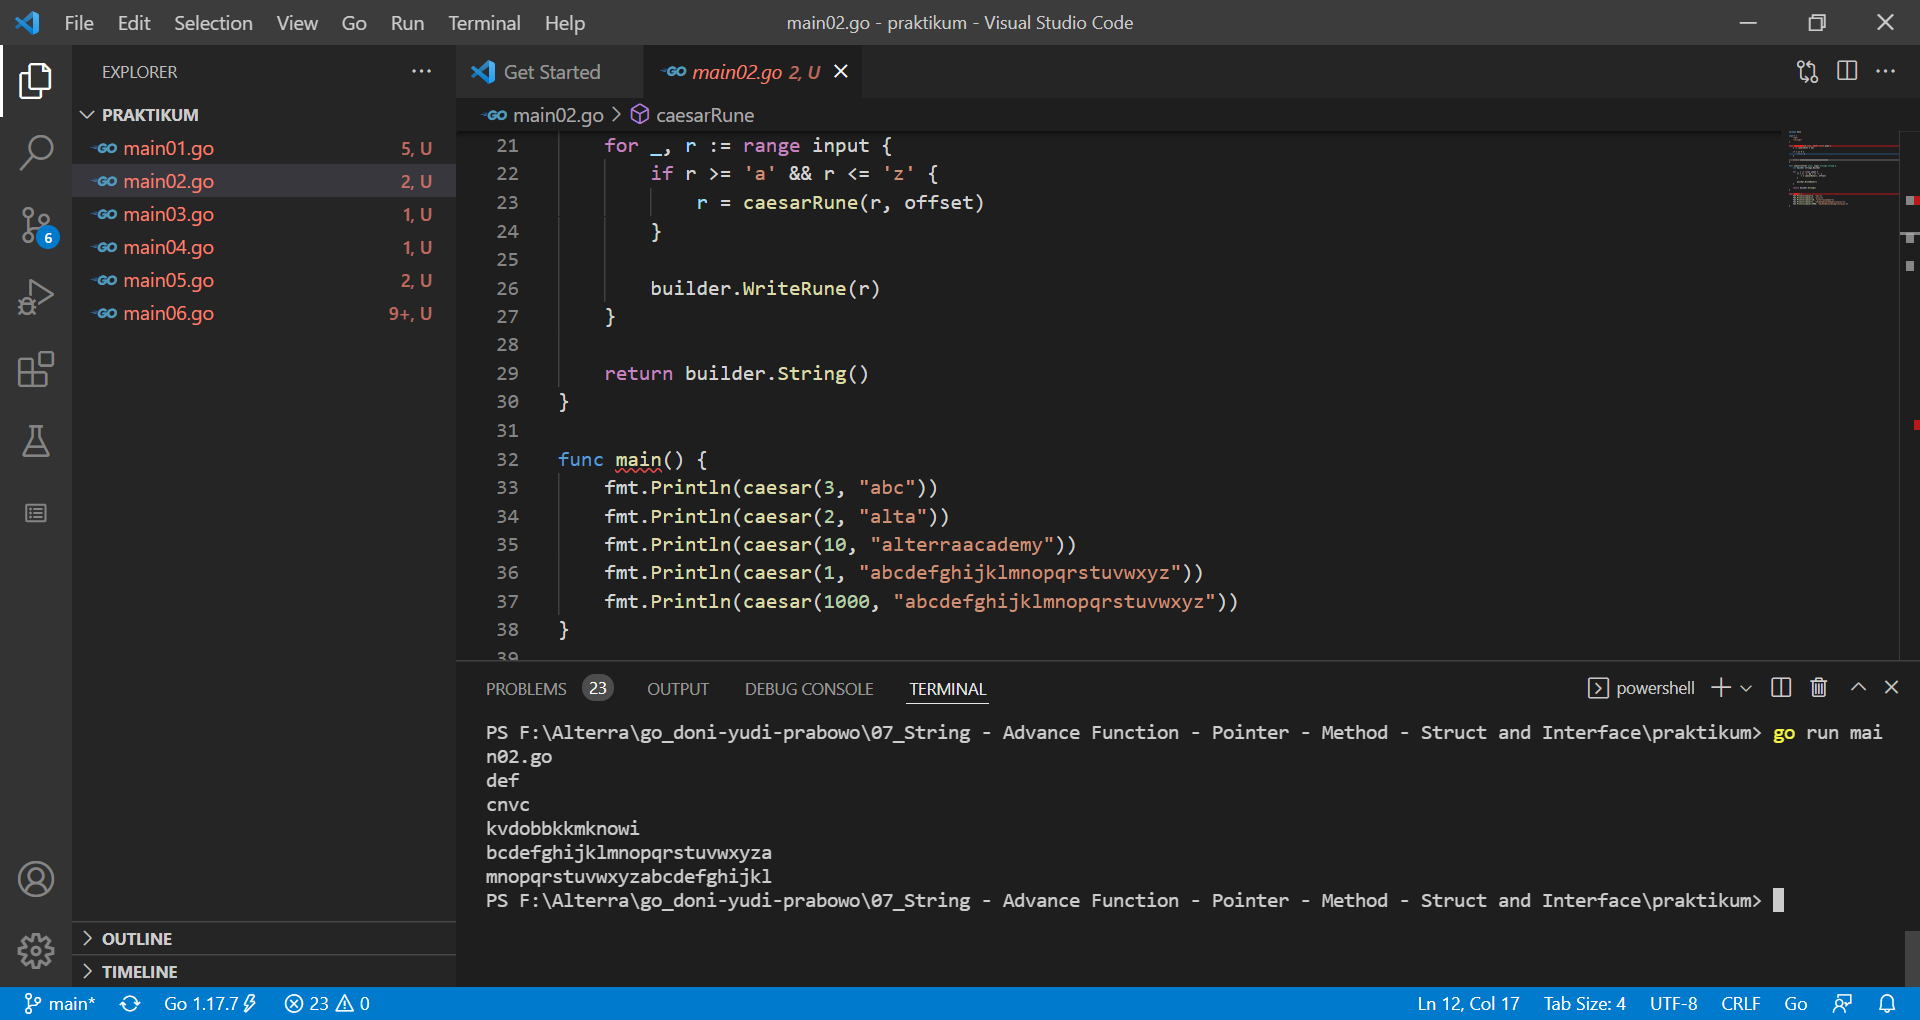 File Edit Selection View Go Run Terminal Help
main02.go - praktikum - Visual Studio Code
EXPLORER
PRAKTIKUM
main01.go 5, U
main02.go 2, U
main03.go 1, U
main04.go 1, U
main05.go 2, U
main06.go 9+, U
6
OUTLINE
TIMELINE
Get Started
main02.go 2, U
main02.go > caesarRune
21 for _, r := range input {
22 if r >= 'a' && r <= 'z' {
23 r = caesarRune(r, offset)
24 }
25
26 builder.WriteRune(r)
27 }
28
29 return builder.String()
30 }
31
32 func main() {
33 fmt.Println(caesar(3, "abc"))
34 fmt.Println(caesar(2, "alta"))
35 fmt.Println(caesar(10, "alterraacademy"))
36 fmt.Println(caesar(1, "abcdefghijklmnopqrstuvwxyz"))
37 fmt.Println(caesar(1000, "abcdefghijklmnopqrstuvwxyz"))
38 }
39
PROBLEMS 23 OUTPUT DEBUG CONSOLE TERMINAL
powershell
PS F:\Alterra\go_doni-yudi-prabowo\07_String - Advance Function - Pointer - Method - Struct and Interface\praktikum> go run mai
n02.go
def
cnvc
kvdobbkkmknowi
bcdefghijklmnopqrstuvwxyza
mnopqrstuvwxyzabcdefghijkl
PS F:\Alterra\go_doni-yudi-prabowo\07_String - Advance Function - Pointer - Method - Struct and Interface\praktikum>
main* Go 1.17.7 23 0
Ln 12, Col 17 Tab Size: 4 UTF-8 CRLF Go